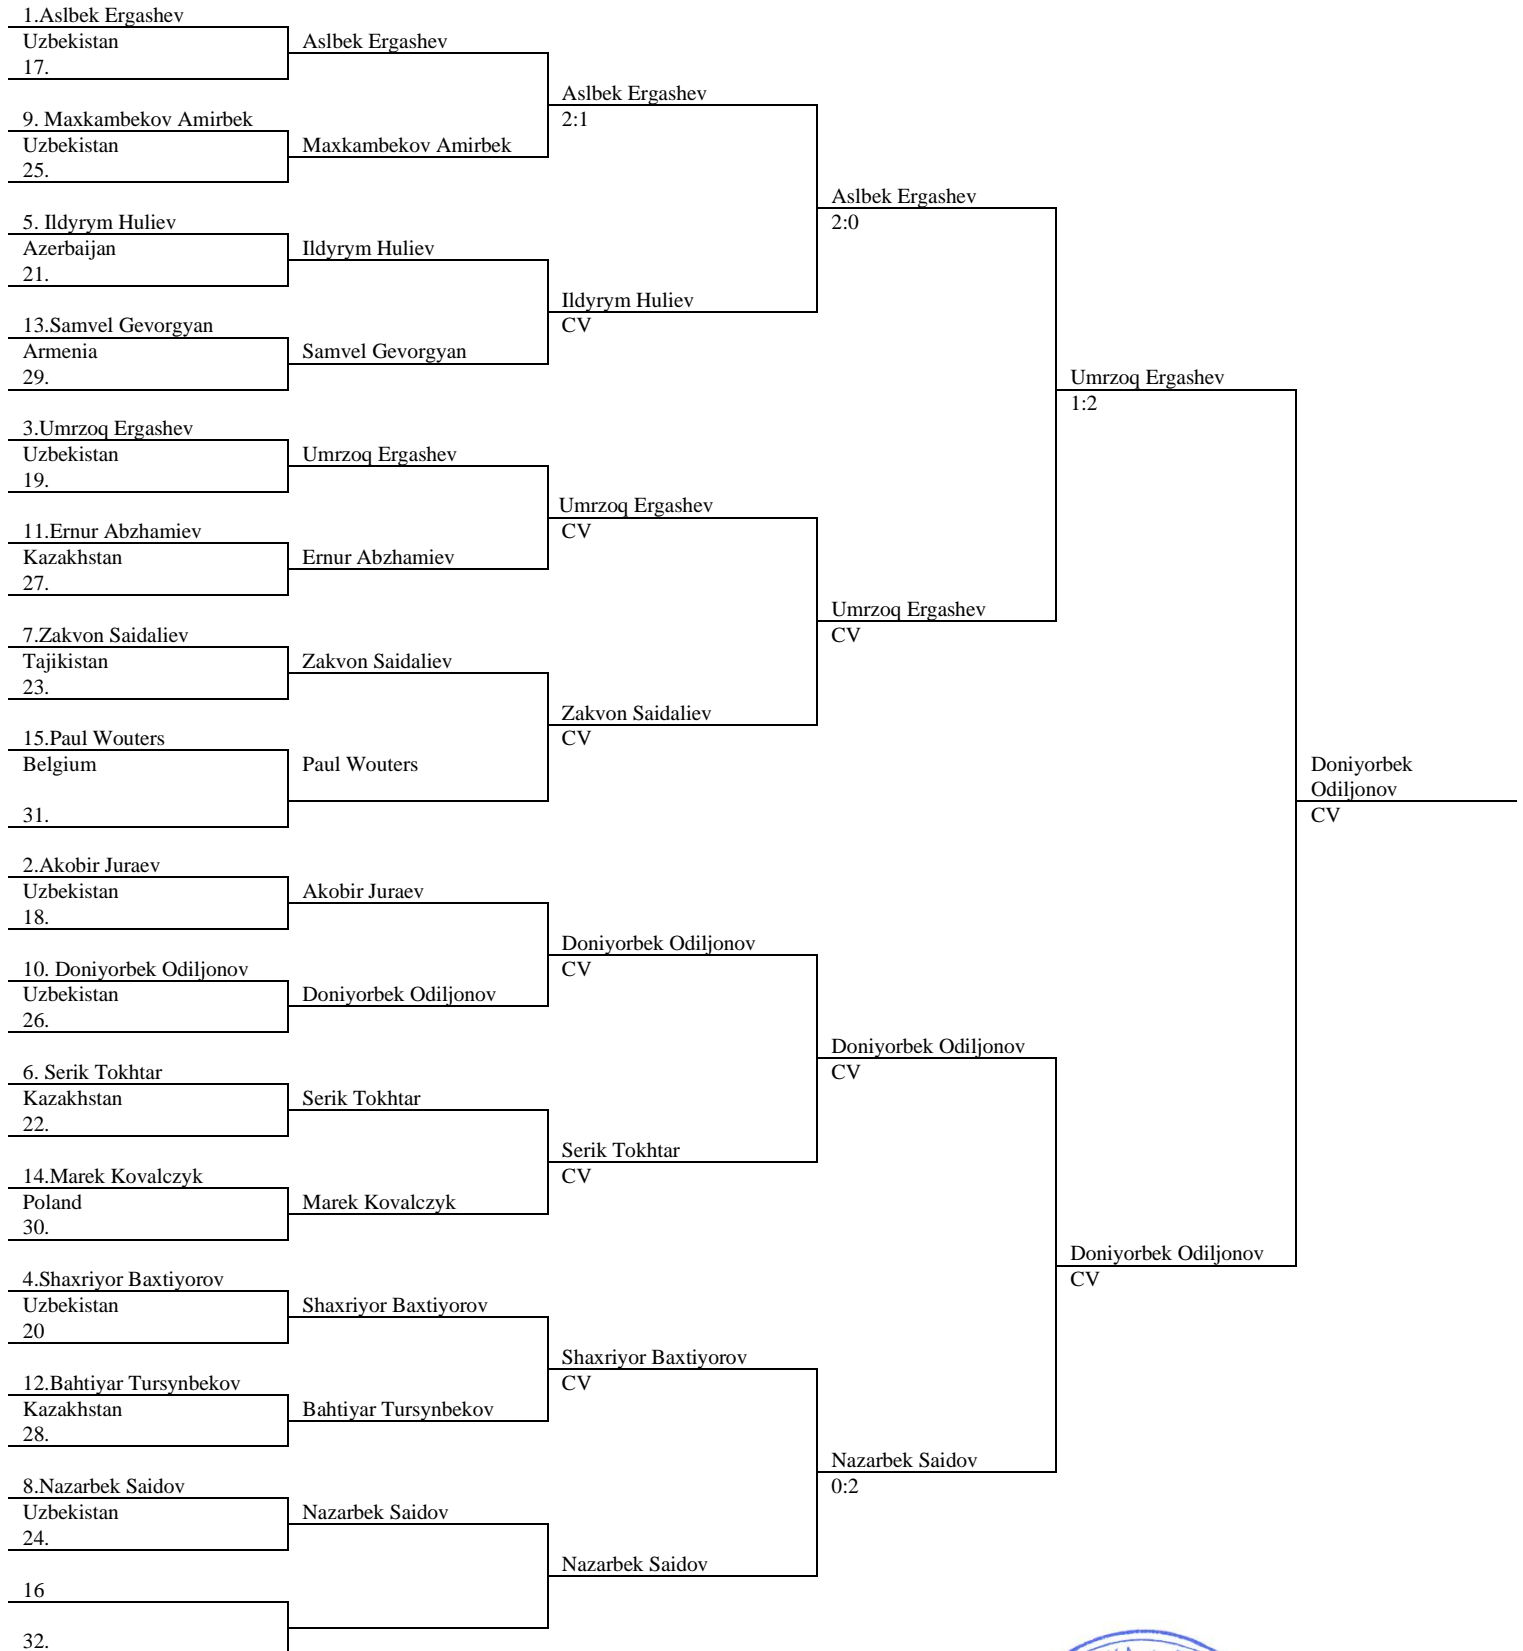 1.Aslbek Ergashev
Uzbekistan
17.
9. Maxkambekov Amirbek
Uzbekistan
25.
5. Ildyrym Huliev
Azerbaijan
21.
13.Samvel Gevorgyan
Armenia
29.
3.Umrzoq Ergashev
Uzbekistan
19.
11.Ernur Abzhamiev
Kazakhstan
27.
7.Zakvon Saidaliev
Tajikistan
23.
15.Paul Wouters
Belgium
31.
2.Akobir Juraev
Uzbekistan
18.
10. Doniyorbek Odiljonov
Uzbekistan
26.
6. Serik Tokhtar
Kazakhstan
22.
14.Marek Kovalczyk
Poland
30.
4.Shaxriyor Baxtiyorov
Uzbekistan
20
12.Bahtiyar Tursynbekov
Kazakhstan
28.
8.Nazarbek Saidov
Uzbekistan
24.
16
32.
Aslbek Ergashev
Maxkambekov Amirbek
Ildyrym Huliev
Samvel Gevorgyan
Umrzoq Ergashev
Ernur Abzhamiev
Zakvon Saidaliev
Paul Wouters
Akobir Juraev
Doniyorbek Odiljonov
Serik Tokhtar
Marek Kovalczyk
Shaxriyor Baxtiyorov
Bahtiyar Tursynbekov
Nazarbek Saidov
Aslbek Ergashev
2:1
Ildyrym Huliev
CV
Umrzoq Ergashev
CV
Zakvon Saidaliev
CV
Doniyorbek Odiljonov
CV
Serik Tokhtar
CV
Shaxriyor Baxtiyorov
CV
Nazarbek Saidov
Aslbek Ergashev
2:0
Umrzoq Ergashev
CV
Doniyorbek Odiljonov
CV
Nazarbek Saidov
0:2
Umrzoq Ergashev
1:2
Doniyorbek Odiljonov
CV
Doniyorbek
Odiljonov
CV